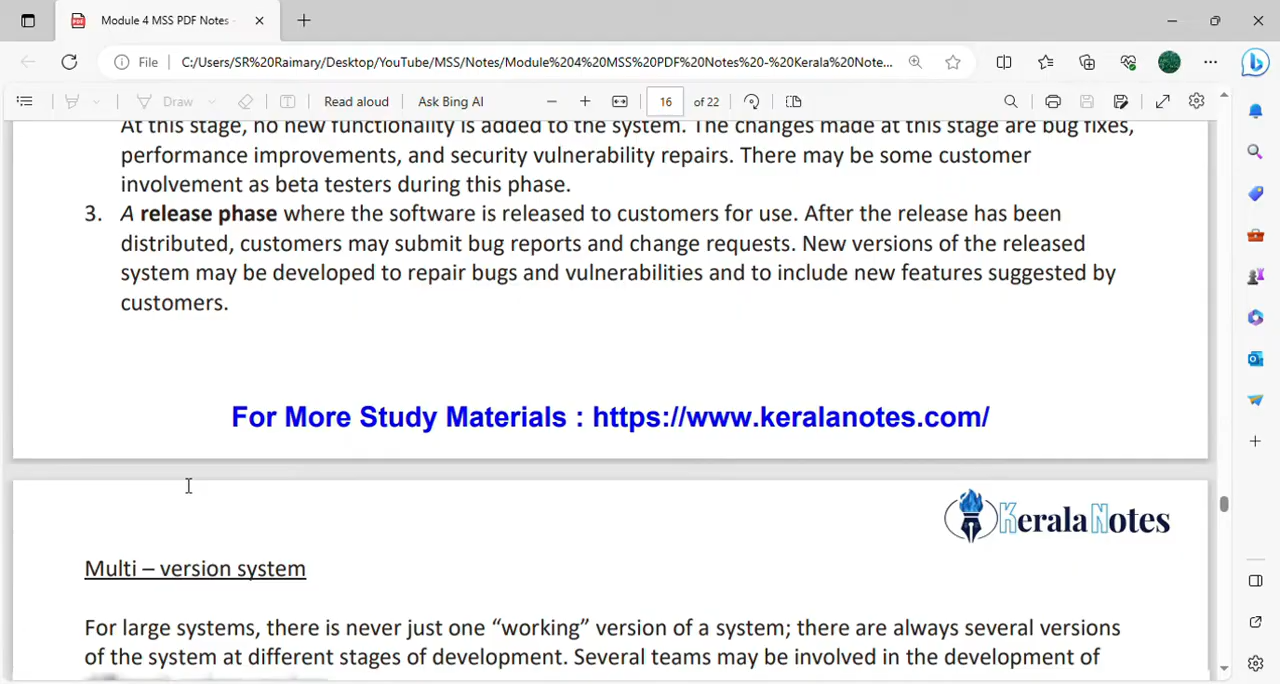 Module 4 MSS PDF Notes -
File
C:/Users/SR%20Raimary/Desktop/YouTube/MSS/Notes/Module%204%20MSS%20PDF%20Notes%20-%20Kerala%20Note...
Draw
Read aloud
Ask Bing AI
16
of 22
At this stage, no new functionality is added to the system. The changes made at this stage are bug fixes,
performance improvements, and security vulnerability repairs. There may be some customer
involvement as beta testers during this phase.
3. A release phase where the software is released to customers for use. After the release has been
distributed, customers may submit bug reports and change requests. New versions of the released
system may be developed to repair bugs and vulnerabilities and to include new features suggested by
customers.
For More Study Materials : https://www.keralanotes.com/
KeralaNotes
Multi – version system
For large systems, there is never just one “working” version of a system; there are always several versions
of the system at different stages of development. Several teams may be involved in the development of